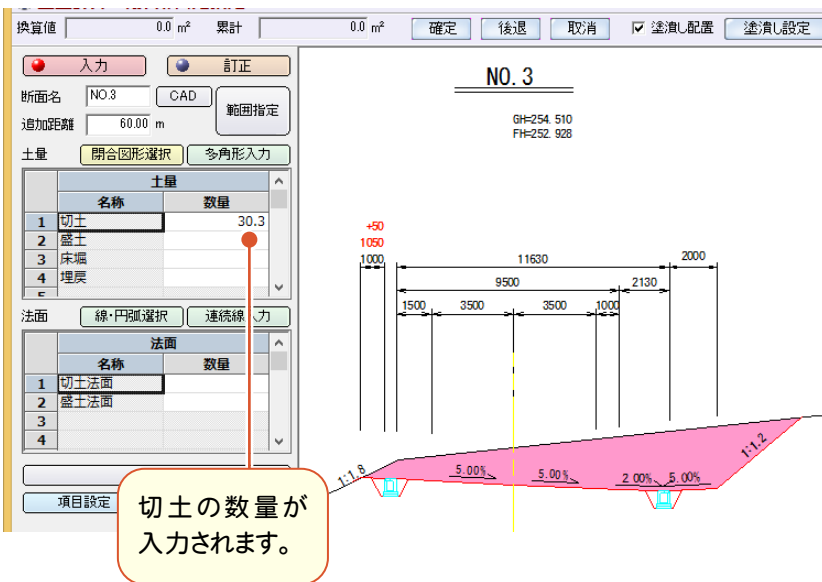 換算値 0.0 m² 累計 0.0 m² 確定 後退 取消 塗潰し配置 塗潰し設定
入力 訂正
断面名 NO.3 CAD 範囲指定
追加距離 60.00 m
土量 閉合図形選択 多角形入力
土量
名称 数量
1 切土 30.3
2 盛土
3 床堀
4 埋戻
法面 線・円弧選択 連続線入力
法面
名称 数量
1 切土法面
2 盛土法面
3
4
項目設定
切土の数量が
入力されます。
NO. 3
GH=254. 510
FH=252. 928
+50
1050
1000 11630 2000
9500 2130
1500 3500 3500 1000
1:1.8 5.00% 5.00% 2 00% 5.00% 1:1.2